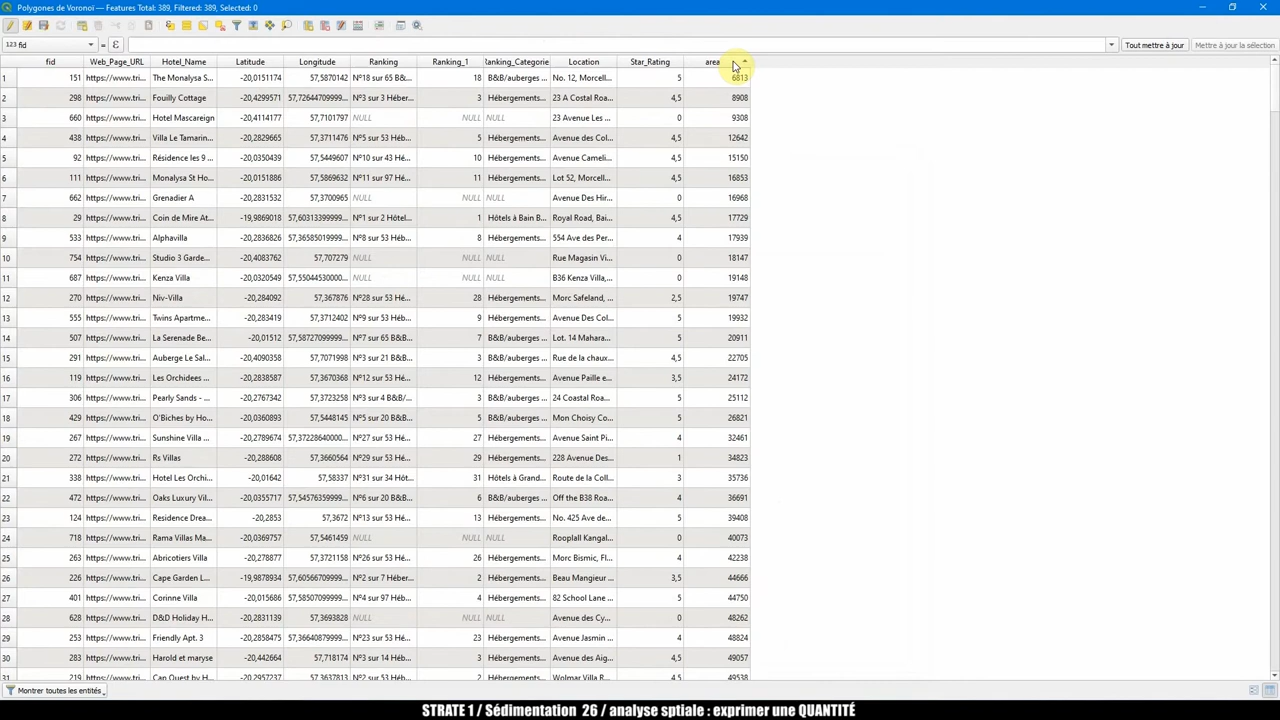 Polygones de Voronoï — Features Total: 389, Filtered: 389, Selected: 0
123 fid = ε Tout mettre à jour Mettre à jour la sélection
fid Web_Page_URL Hotel_Name Latitude Longitude Ranking Ranking_1 Ranking_Categorie Location Star_Rating area
1 151 https://www.tri... The Monalysa S... -20,0151174 57,5870142 N°18 sur 65 B&... 18 B&B/auberges ... No. 12, Morcell... 5 6813
2 298 https://www.tri... Fouilly Cottage -20,4299571 57,72644709999... N°3 sur 3 Héber... 3 Hébergements... 23 A Costal Roa... 4,5 8908
3 660 https://www.tri... Hotel Mascareign -20,4114177 57,7101797 NULL NULL NULL 23 Avenue Les ... 0 9308
4 438 https://www.tri... Villa Le Tamarin... -20,2829665 57,3711476 N°5 sur 53 Héb... 5 Hébergements... Avenue des Col... 4,5 12642
5 92 https://www.tri... Résidence les 9 ... -20,0350439 57,5449607 N°10 sur 43 Hé... 10 Hébergements... Avenue Cameli... 4,5 15150
6 111 https://www.tri... Monalysa St Ho... -20,0151886 57,5869632 N°11 sur 97 Hé... 11 Hébergements... Lot 52, Morcell... 4,5 16853
7 662 https://www.tri... Grenadier A -20,2831532 57,3700965 NULL NULL NULL Avenue Des Hir... 0 16968
8 29 https://www.tri... Coin de Mire At... -19,9869018 57,60313399999... N°1 sur 2 Hôtel... 1 Hôtels à Bain B... Royal Road, Bai... 4,5 17729
9 533 https://www.tri... Alphavilla -20,2836826 57,36585019999... N°8 sur 53 Héb... 8 Hébergements... 554 Ave des Per... 4 17939
10 754 https://www.tri... Studio 3 Garde... -20,4083762 57,707279 NULL NULL NULL Rue Magasin Vi... 0 18147
11 687 https://www.tri... Kenza Villa -20,0320549 57,55044530000... NULL NULL NULL B36 Kenza Villa,... 0 19148
12 270 https://www.tri... Niv-Villa -20,284092 57,367876 N°28 sur 53 Hé... 28 Hébergements... Morc Safeland, ... 2,5 19747
13 555 https://www.tri... Twins Apartme... -20,283419 57,3712402 N°9 sur 53 Héb... 9 Hébergements... Avenue Des Col... 5 19932
14 507 https://www.tri... La Serenade Be... -20,01512 57,58727099999... N°7 sur 65 B&B... 7 B&B/auberges ... Lot. 14 Mahara... 5 20911
15 291 https://www.tri... Auberge Le Sal... -20,4090358 57,7071998 N°3 sur 21 B&B... 3 B&B/auberges ... Rue de la chaux... 4,5 22705
16 119 https://www.tri... Les Orchidees ... -20,2838587 57,3670368 N°12 sur 53 Hé... 12 Hébergements... Avenue Paille e... 3,5 24172
17 306 https://www.tri... Pearly Sands - ... -20,2767342 57,3723258 N°3 sur 4 B&B/... 3 B&B/auberges ... 24 Coastal Roa... 5 25112
18 429 https://www.tri... O'Biches by Ho... -20,0360893 57,5448145 N°5 sur 20 B&B... 5 B&B/auberges ... Mon Choisy Co... 5 26821
19 267 https://www.tri... Sunshine Villa ... -20,2789674 57,37228640000... N°27 sur 53 Hé... 27 Hébergements... Avenue Saint Pi... 4 32461
20 272 https://www.tri... Rs Villas -20,288608 57,3660564 N°29 sur 53 Hé... 29 Hébergements... 228 Avenue Des... 1 34823
21 338 https://www.tri... Hotel Les Orchi... -20,01642 57,58337 N°31 sur 34 Hôt... 31 Hôtels à Grand... Route de la Coll... 3 35736
22 472 https://www.tri... Oaks Luxury Vil... -20,0355717 57,54576359999... N°6 sur 20 B&B... 6 B&B/auberges ... Off the B38 Roa... 4 36691
23 124 https://www.tri... Residence Drea... -20,2853 57,3672 N°13 sur 53 Hé... 13 Hébergements... No. 425 Ave de... 5 39408
24 718 https://www.tri... Rama Villas Ma... -20,0369757 57,5461459 NULL NULL NULL Rooplall Kangal... 0 40073
25 263 https://www.tri... Abricotiers Villa -20,278877 57,3721158 N°26 sur 53 Hé... 26 Hébergements... Morc Bismic, Fl... 4 42238
26 226 https://www.tri... Cape Garden L... -19,9878934 57,60566709999... N°2 sur 7 Héber... 2 Hébergements... Beau Mangieur ... 3,5 44666
27 401 https://www.tri... Corinne Villa -20,015686 57,58507099999... N°4 sur 97 Héb... 4 Hébergements... 82 School Lane ... 5 44750
28 628 https://www.tri... D&D Holiday H... -20,2831139 57,3693828 NULL NULL NULL Avenue des Cy... 0 48262
29 253 https://www.tri... Friendly Apt. 3 -20,2858475 57,36640879999... N°23 sur 53 Hé... 23 Hébergements... Avenue Jasmin ... 4 48824
30 283 https://www.tri... Harold et maryse -20,442664 57,718174 N°3 sur 14 Héb... 3 Hébergements... Avenue des Aig... 4,5 49057
31 219 https://www.tri... Cap Ouest by H... -20,2957237 57,3637813 N°2 sur 53 Héb... 2 Hébergements... Wolmar Villa R... 4,5 49538
Montrer toutes les entités
STRATE 1 / Sédimentation 26 / analyse sptiale : exprimer une QUANTITÉ